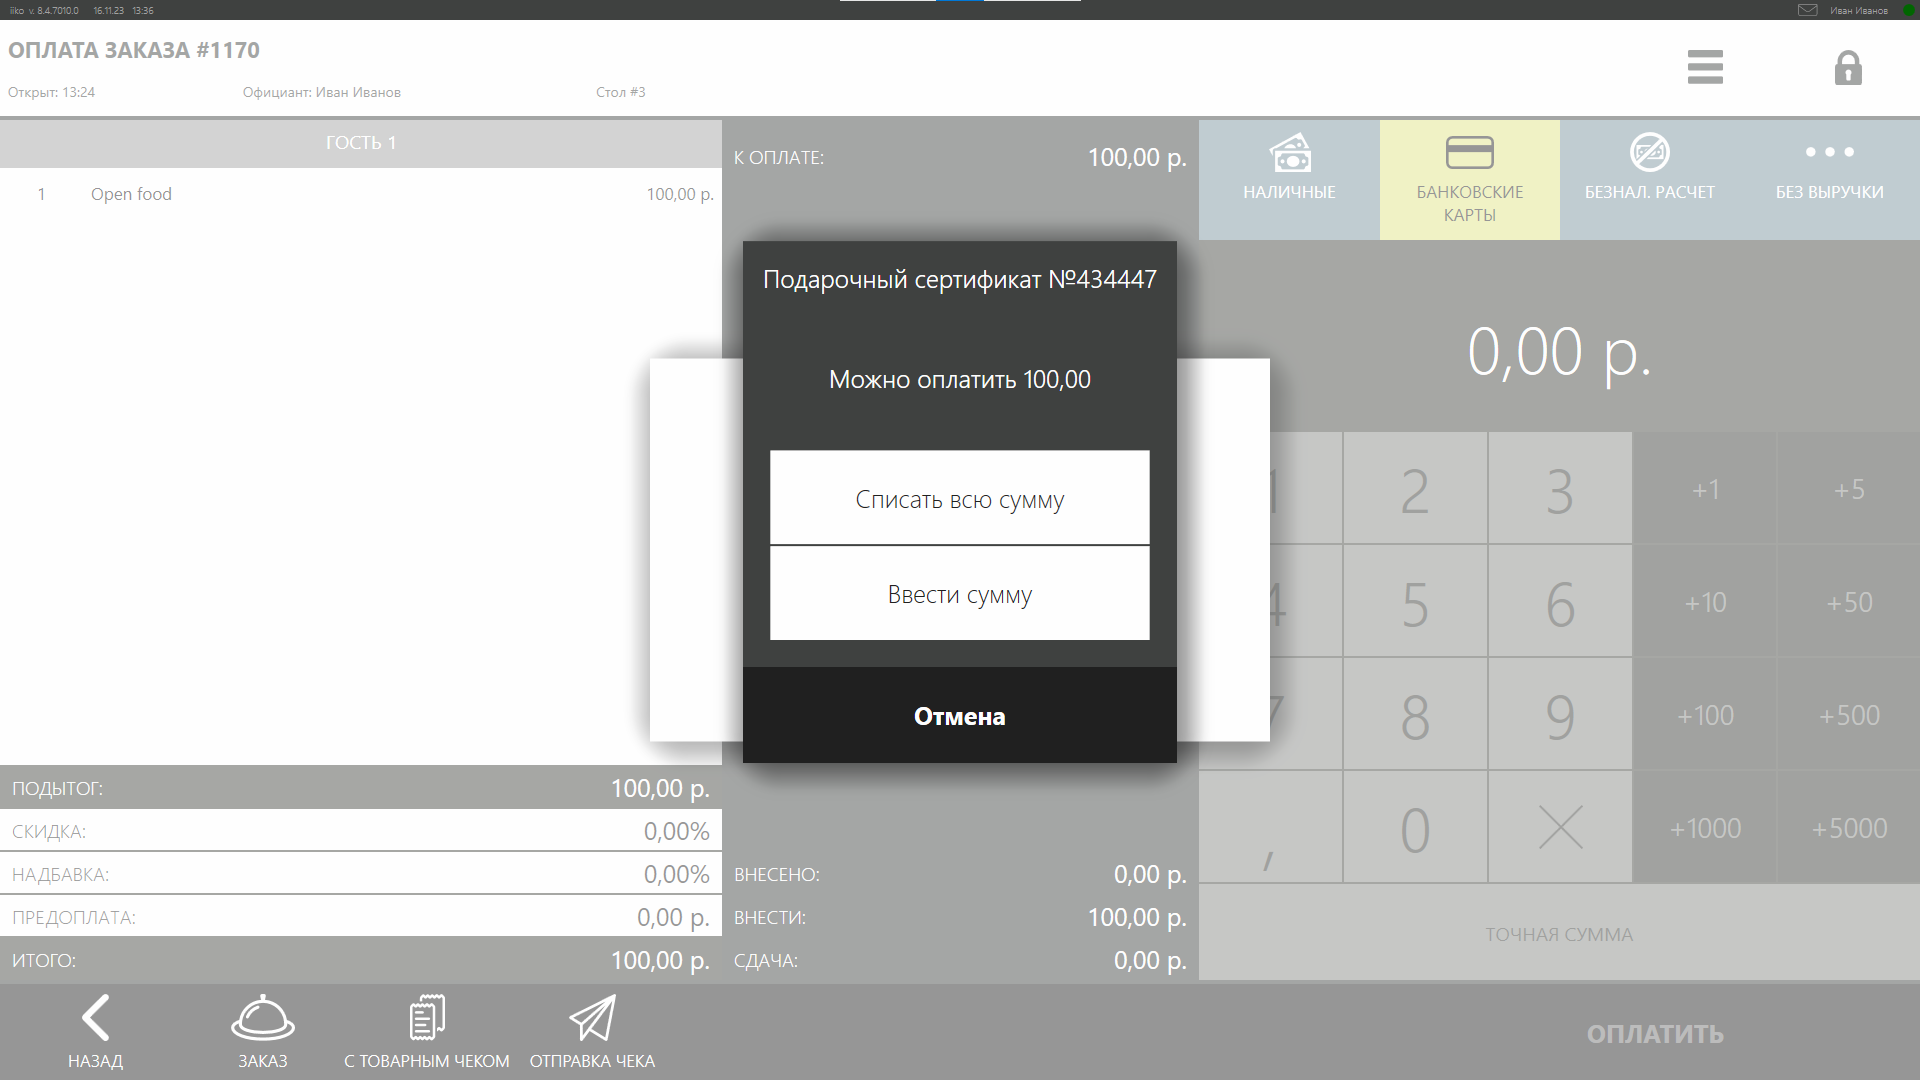 iiko v. 8.4.7010.0 16.11.23 13:36 Иван Иванов
ОПЛАТА ЗАКАЗА #1170
Открыт: 13:24 Официант: Иван Иванов Стол #3
ГОСТЬ 1
1 Open food 100,00 р.
ПОДЫТОГ: 100,00 р.
СКИДКА: 0,00%
НАДБАВКА: 0,00%
ПРЕДОПЛАТА: 0,00 р.
ИТОГО: 100,00 р.
К ОПЛАТЕ: 100,00 р.
Подарочный сертификат №434447
Можно оплатить 100,00
Списать всю сумму
Ввести сумму
Отмена
ВНЕСЕНО: 0,00 р.
ВНЕСТИ: 100,00 р.
СДАЧА: 0,00 р.
НАЛИЧНЫЕ
БАНКОВСКИЕ
КАРТЫ
БЕЗНАЛ. РАСЧЕТ
БЕЗ ВЫРУЧКИ
0,00 р.
1 2 3 +1 +5
4 5 6 +10 +50
7 8 9 +100 +500
, 0 +1000 +5000
ТОЧНАЯ СУММА
НАЗАД
ЗАКАЗ
С ТОВАРНЫМ ЧЕКОМ
ОТПРАВКА ЧЕКА
ОПЛАТИТЬ